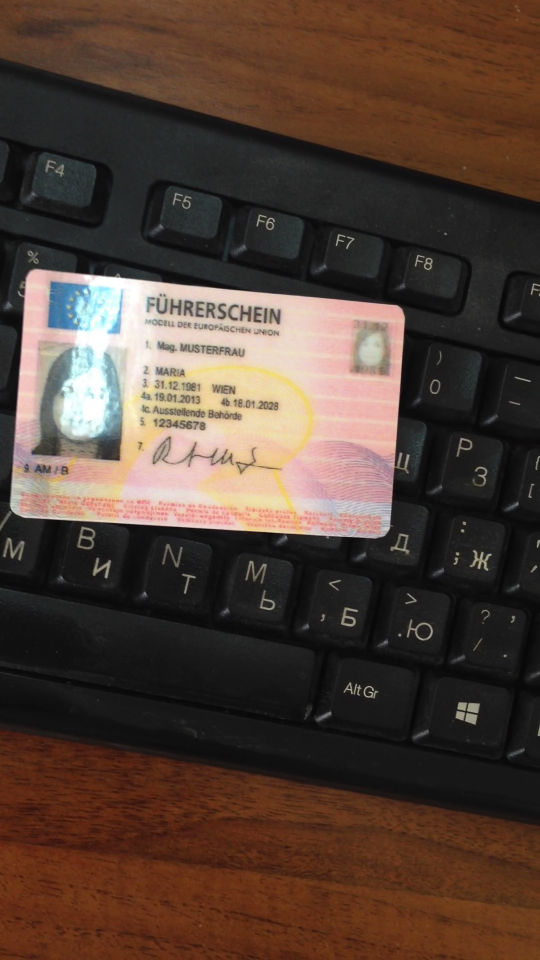 F4
F5
F6
F7
F8
%
5
FÜHRERSCHEIN
MODELL DER EUROPÄISCHEN UNION
1. Mag. MUSTERFRAU
2. MARIA
3. 31.12.1981 WIEN
4a. 19.01.2013 4b. 18.01.2028
4c. Ausstellende Behörde
5. 12345678
7.
9. AM / B
)
0
Щ
P
З
[
Д
:
; Ж
M
B
И
N
Т
M
Ь
<
, Б
>
. Ю
? ,
/ .
Alt Gr